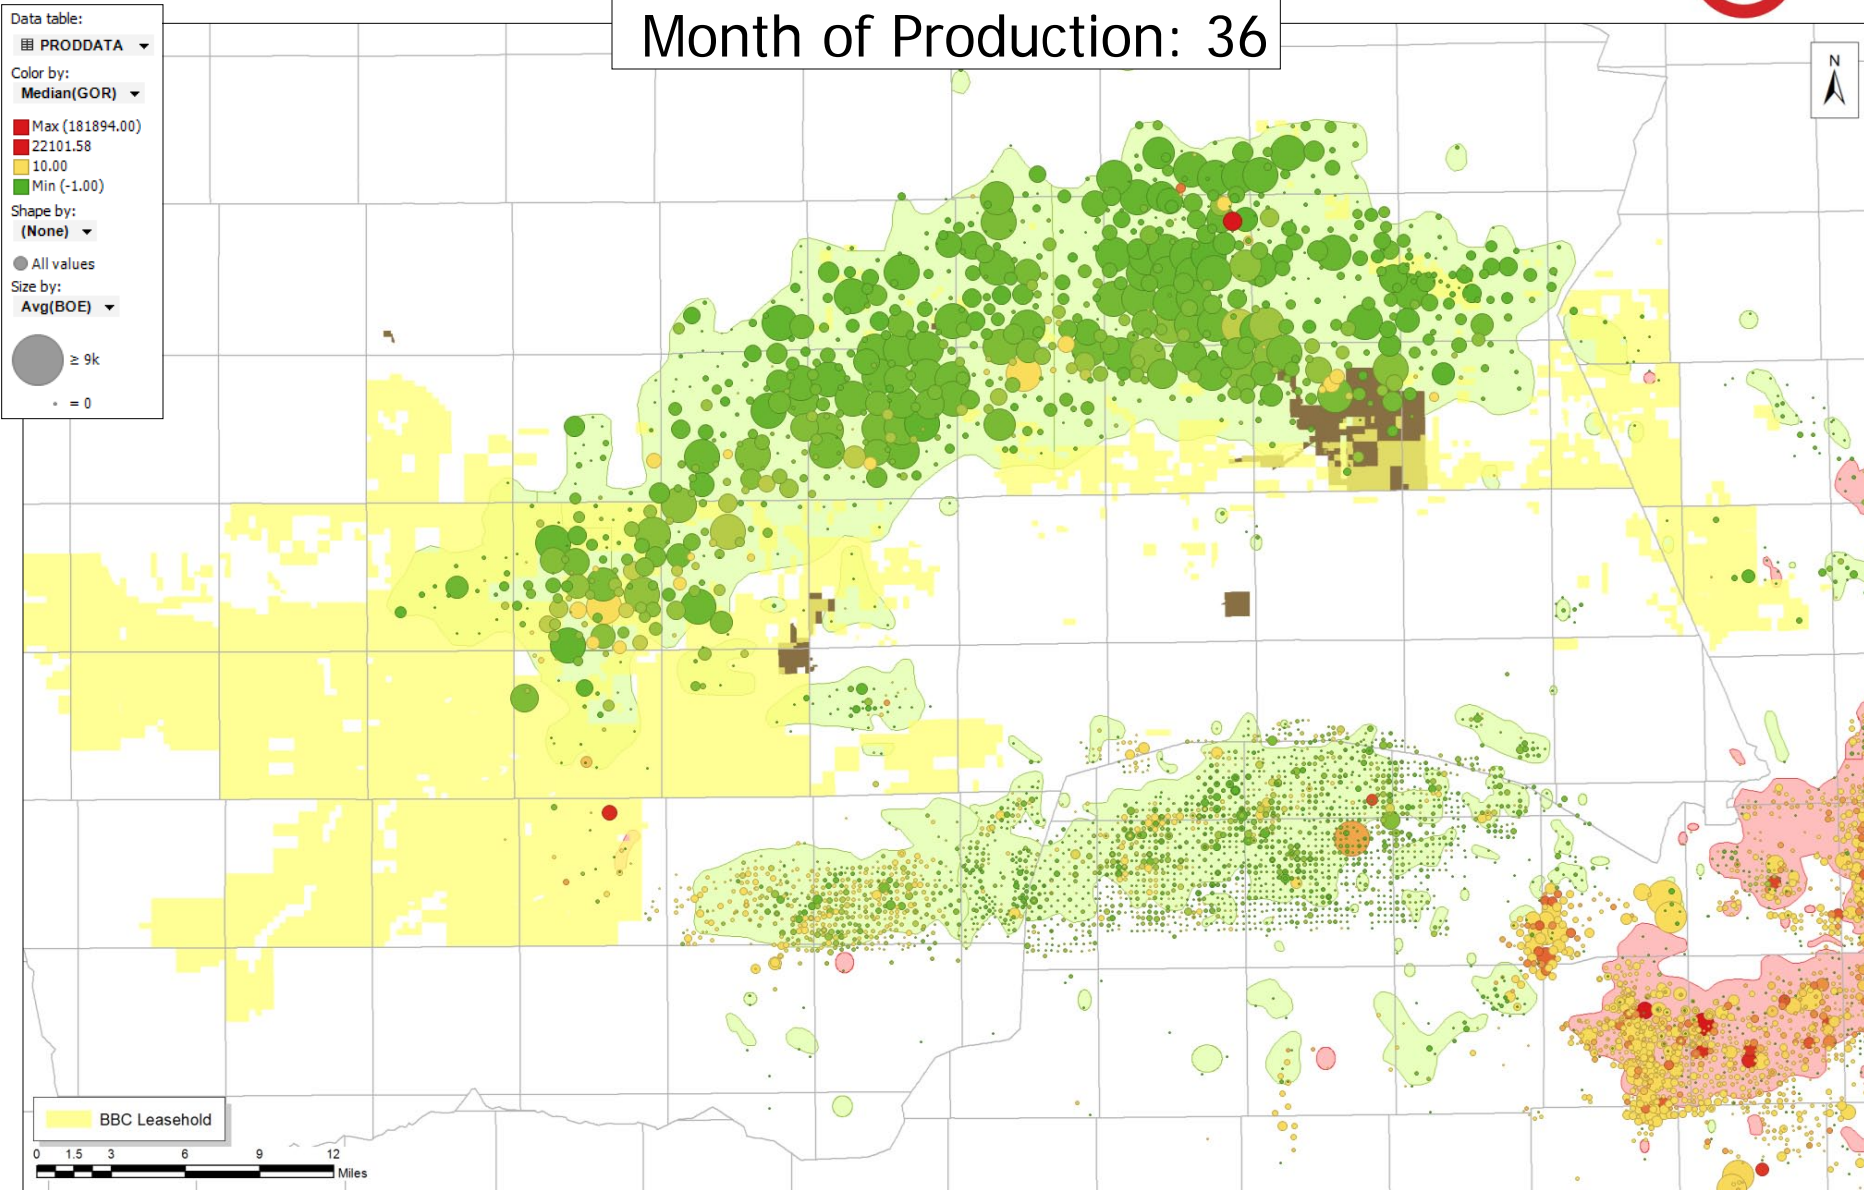 Month of Production: 36
Data table:
PRODDATA
Color by:
Median(GOR)
Max (181894.00)
22101.58
10.00
Min (-1.00)
Shape by:
(None)
All values
Size by:
Avg(BOE)
≥ 9k
= 0
N
BBC Leasehold
0 1.5 3 6 9 12
Miles